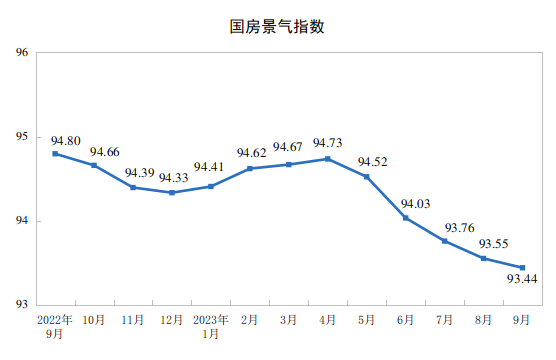 国房景气指数
96
95
94
93
94.80
94.66
94.39
94.33
94.41
94.62
94.67
94.73
94.52
94.03
93.76
93.55
93.44
2022年
9月
10月
11月
12月
2023年
1月
2月
3月
4月
5月
6月
7月
8月
9月